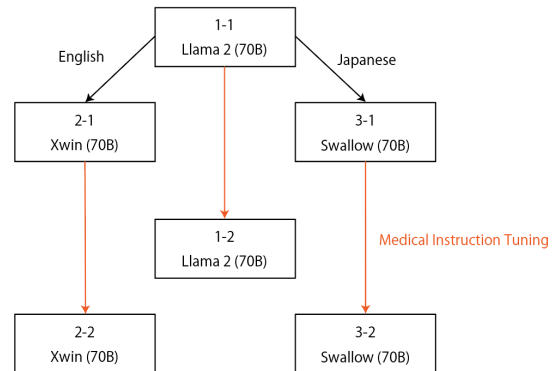 1-1
Llama 2 (70B)
English
Japanese
2-1
Xwin (70B)
3-1
Swallow (70B)
1-2
Llama 2 (70B)
Medical Instruction Tuning
2-2
Xwin (70B)
3-2
Swallow (70B)